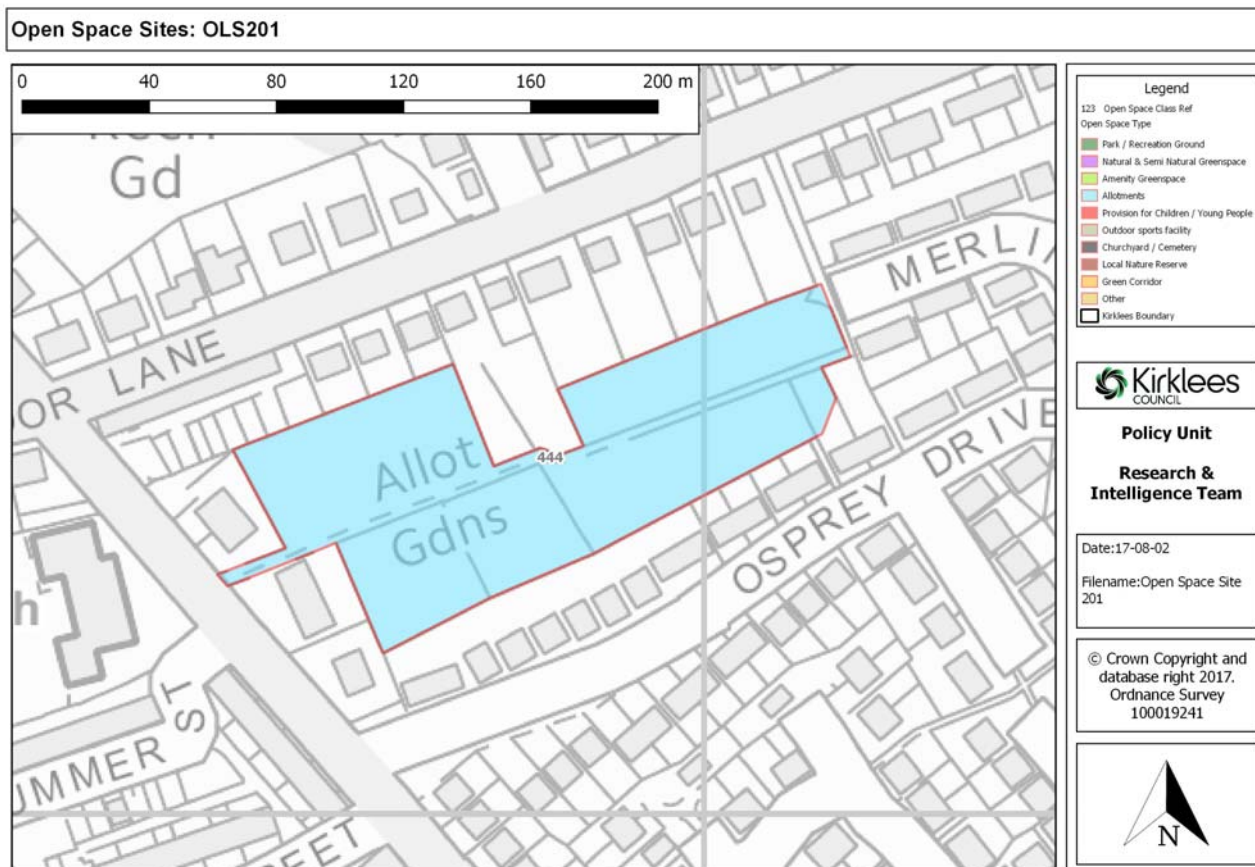 Open Space Sites: OLS201
0 40 80 120 160 200 m
Gd
LANE
Allot
Gdns
444
OSPREY DRIVE
ST
Legend
123 Open Space Class Ref
Open Space Type
Park / Recreation Ground
Natural & Semi Natural Greenspace
Amenity Greenspace
Allotments
Provision for Children / Young People
Outdoor sports facility
Churchyard / Cemetery
Local Nature Reserve
Green Corridor
Other
Kirklees Boundary
Kirklees
COUNCIL
Policy Unit
Research &
Intelligence Team
Date:17-08-02
Filename:Open Space Site
201
© Crown Copyright and
database right 2017.
Ordnance Survey
100019241
N